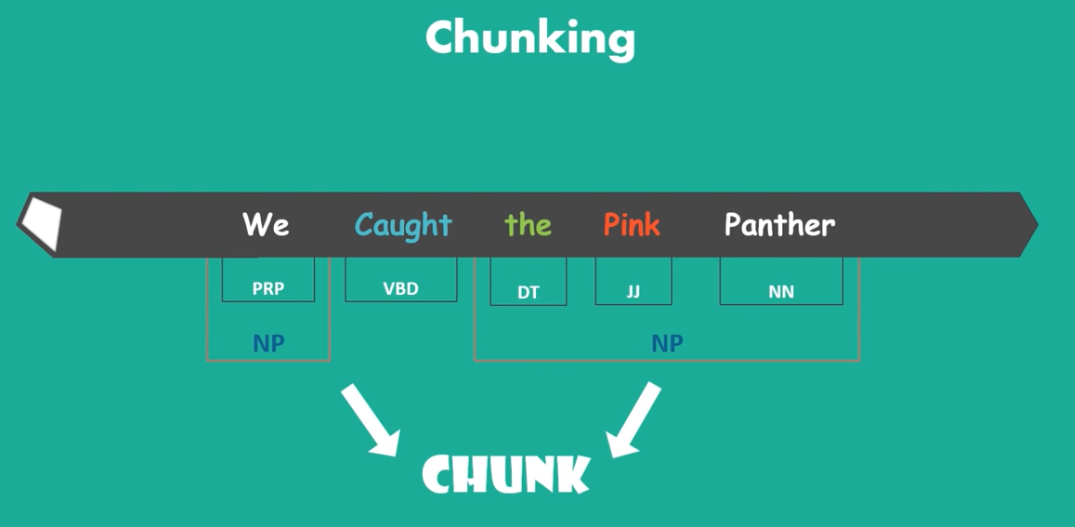 Chunking
We Caught the Pink Panther
PRP VBD DT JJ NN
NP NP
CHUNK